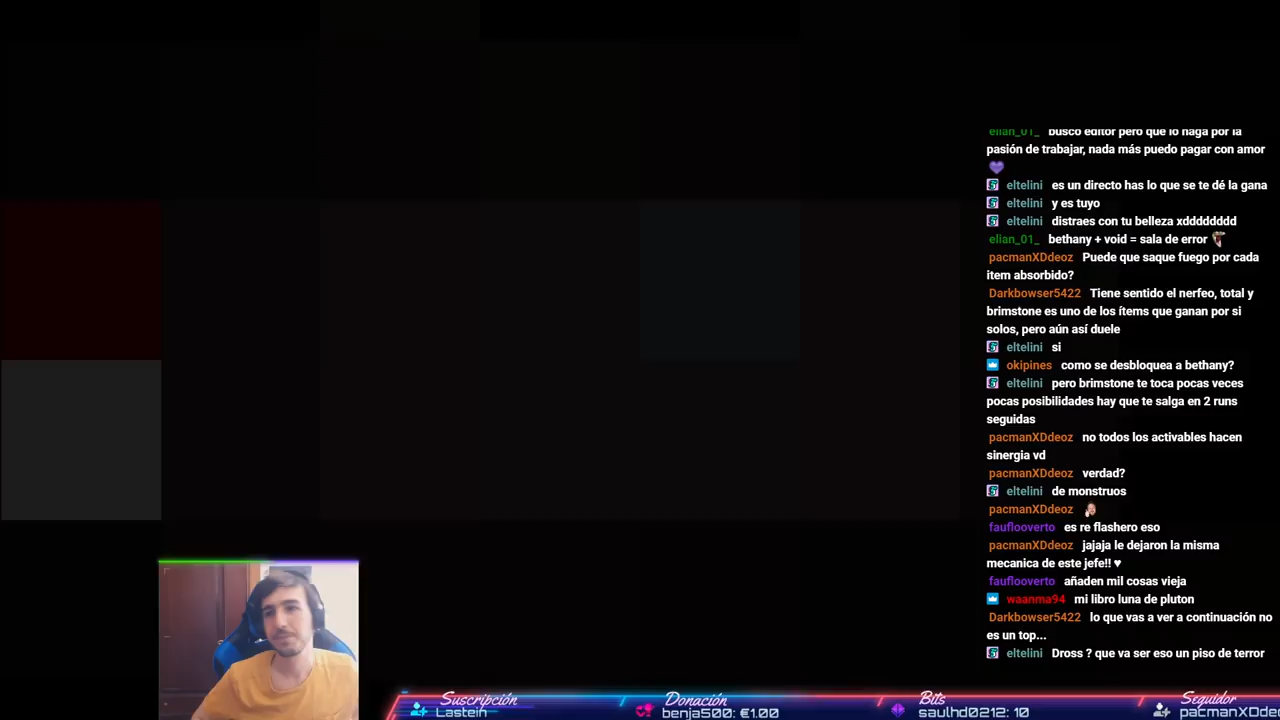 elian_01_ busco editor pero que lo haga por la
pasión de trabajar, nada más puedo pagar con amor
eltelini es un directo has lo que se te dé la gana
eltelini y es tuyo
eltelini distraes con tu belleza xddddddd
elian_01_ bethany + void = sala de error
pacmanXDdeoz Puede que saque fuego por cada
item absorbido?
Darkbowser5422 Tiene sentido el nerfeo, total y
brimstone es uno de los ítems que ganan por si
solos, pero aún así duele
eltelini si
okipines como se desbloquea a bethany?
eltelini pero brimstone te toca pocas veces
pocas posibilidades hay que te salga en 2 runs
seguidas
pacmanXDdeoz no todos los activables hacen
sinergia vd
pacmanXDdeoz verdad?
eltelini de monstruos
pacmanXDdeoz
fauflooverto es re flashero eso
pacmanXDdeoz jajaja le dejaron la misma
mecanica de este jefe!! ♥
fauflooverto añaden mil cosas vieja
waanma94 mi libro luna de pluton
Darkbowser5422 lo que vas a ver a continuación no
es un top...
eltelini Dross ? que va ser eso un piso de terror
Suscripción
Lastein
Donación
benja500: €1.00
Bits
saulhd0212: 10
Seguidor
pacmanXDdeo